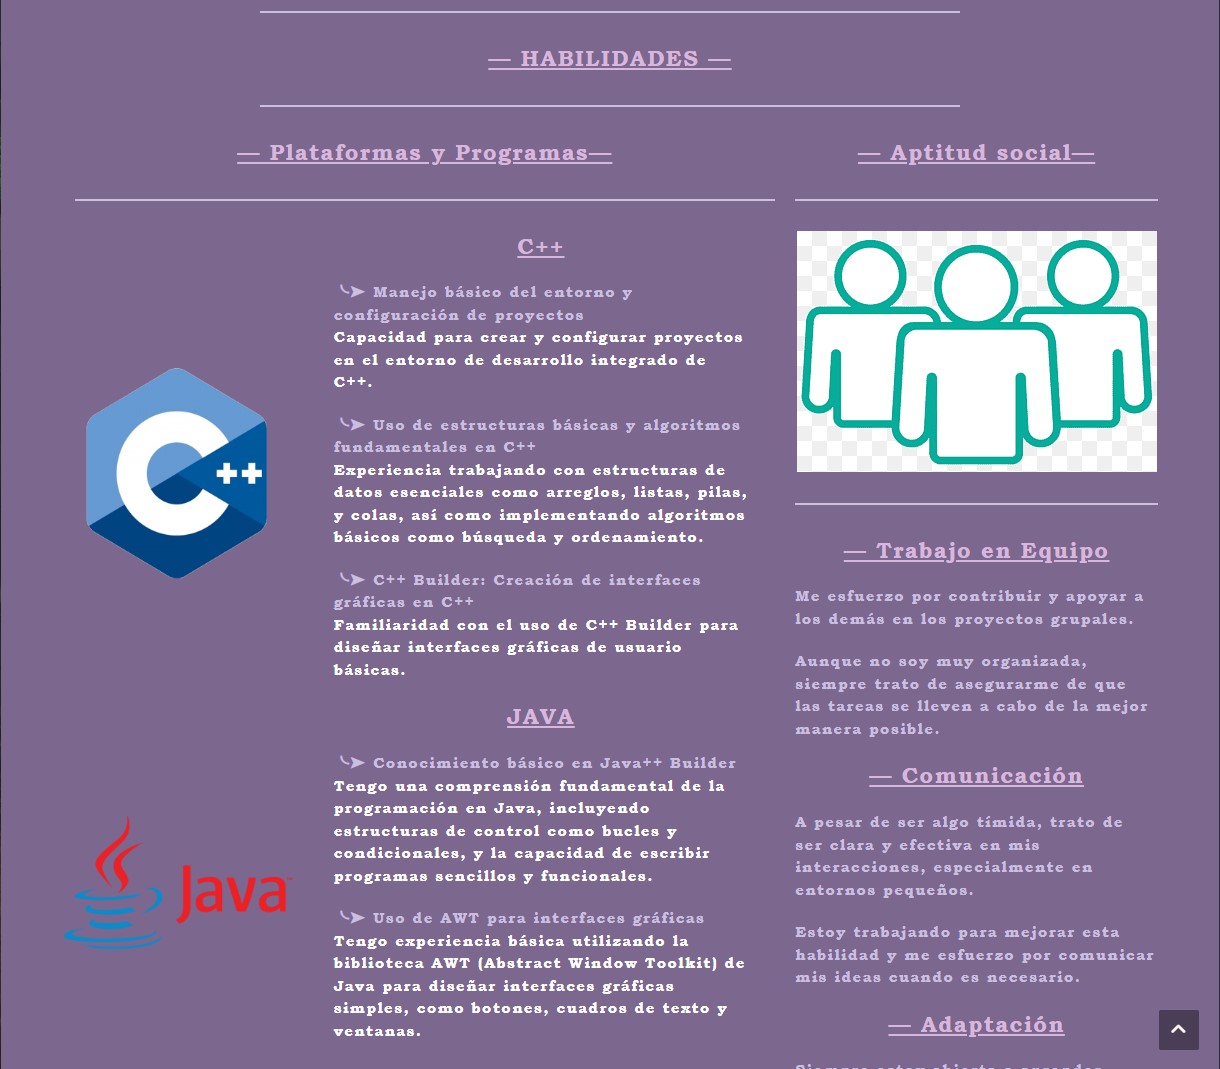 — HABILIDADES —
— Plataformas y Programas—
C++
⤷➤ Manejo básico del entorno y
configuración de proyectos
Capacidad para crear y configurar proyectos
en el entorno de desarrollo integrado de
C++.
⤷➤ Uso de estructuras básicas y algoritmos
fundamentales en C++
Experiencia trabajando con estructuras de
datos esenciales como arreglos, listas, pilas,
y colas, así como implementando algoritmos
básicos como búsqueda y ordenamiento.
⤷➤ C++ Builder: Creación de interfaces
gráficas en C++
Familiaridad con el uso de C++ Builder para
diseñar interfaces gráficas de usuario
básicas.
C++
JAVA
⤷➤ Conocimiento básico en Java++ Builder
Tengo una comprensión fundamental de la
programación en Java, incluyendo
estructuras de control como bucles y
condicionales, y la capacidad de escribir
programas sencillos y funcionales.
⤷➤ Uso de AWT para interfaces gráficas
Tengo experiencia básica utilizando la
biblioteca AWT (Abstract Window Toolkit) de
Java para diseñar interfaces gráficas
simples, como botones, cuadros de texto y
ventanas.
Java
— Aptitud social—
— Trabajo en Equipo
Me esfuerzo por contribuir y apoyar a
los demás en los proyectos grupales.
Aunque no soy muy organizada,
siempre trato de asegurarme de que
las tareas se lleven a cabo de la mejor
manera posible.
— Comunicación
A pesar de ser algo tímida, trato de
ser clara y efectiva en mis
interacciones, especialmente en
entornos pequeños.
Estoy trabajando para mejorar esta
habilidad y me esfuerzo por comunicar
mis ideas cuando es necesario.
— Adaptación